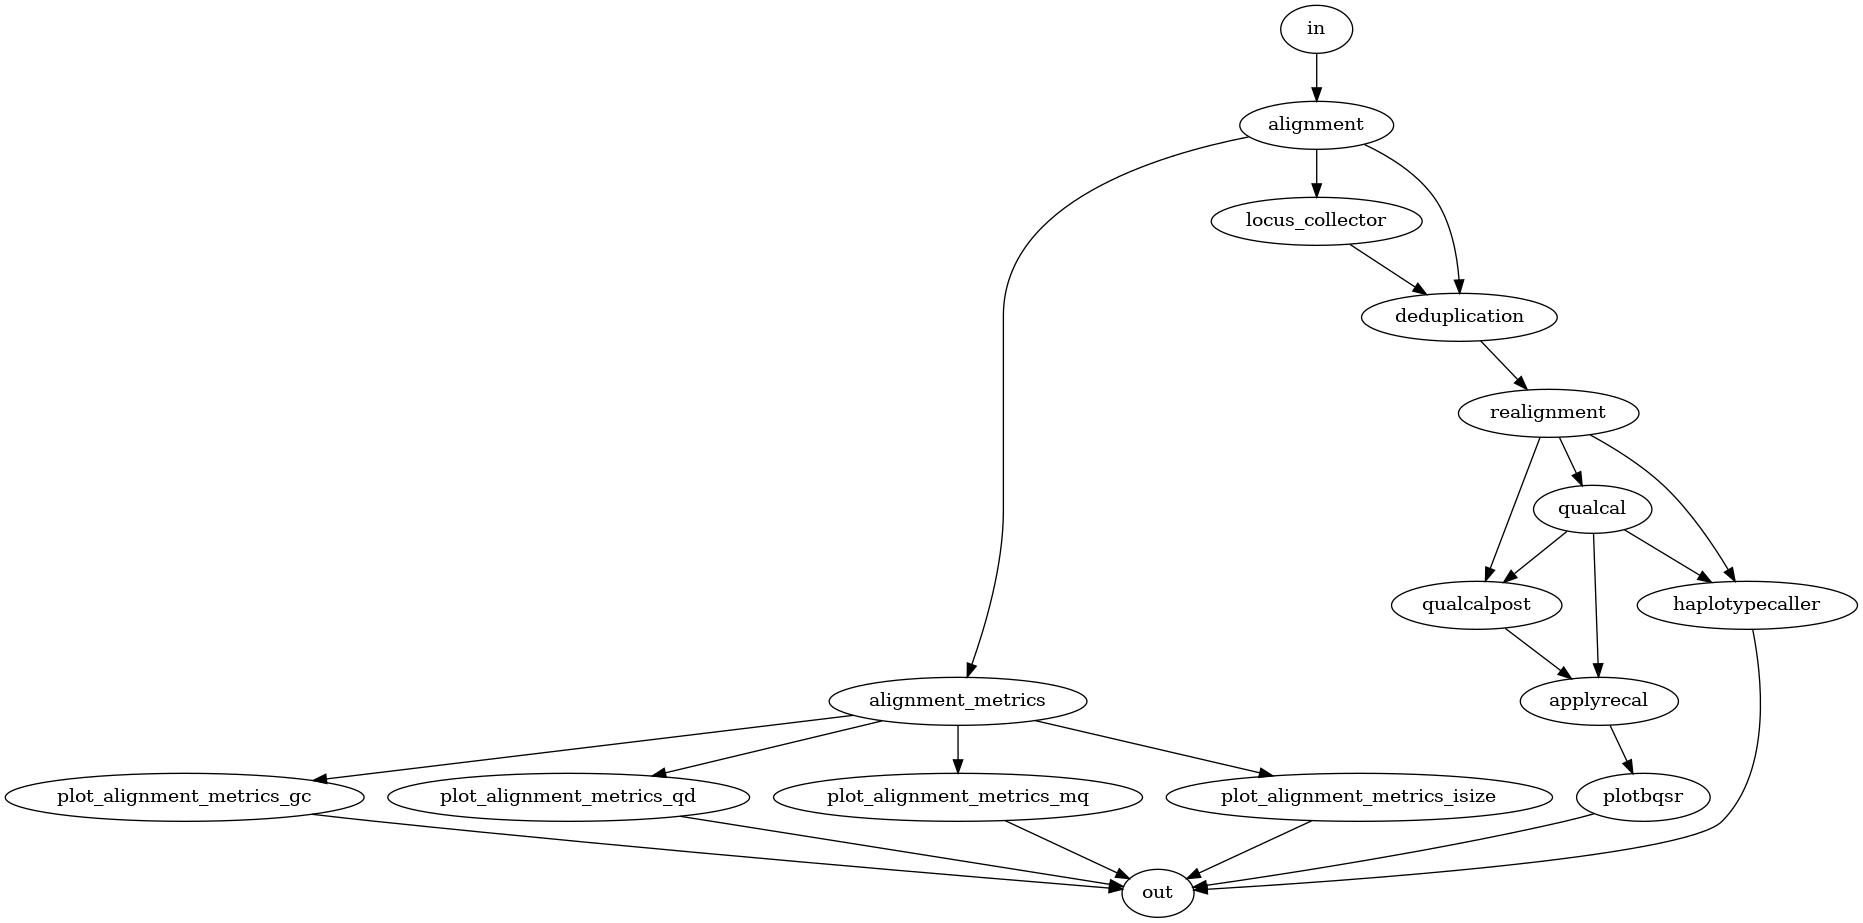 in
alignment
locus_collector
deduplication
realignment
qualcal
qualcalpost
haplotypecaller
alignment_metrics
applyrecal
plot_alignment_metrics_gc
plot_alignment_metrics_qd
plot_alignment_metrics_mq
plot_alignment_metrics_isize
plotbqsr
out